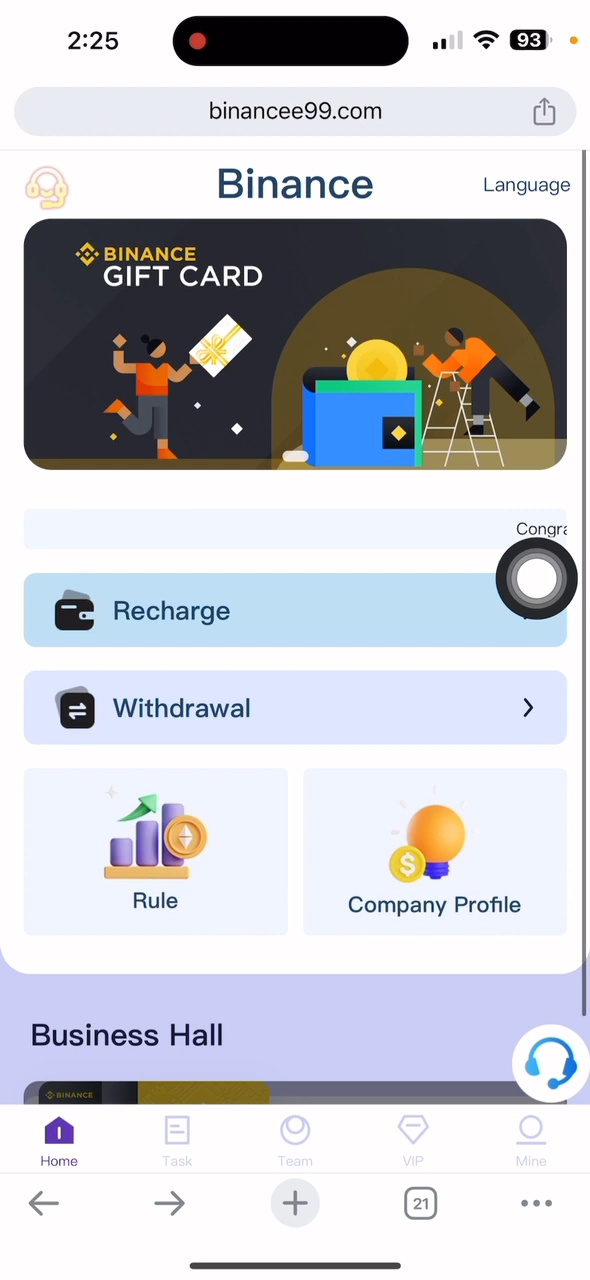 2:25
93
binancee99.com
Binance
Language
BINANCE
GIFT CARD
Congra
Recharge
Withdrawal
Rule
Company Profile
Business Hall
BINANCE
Home
Task
Team
VIP
Mine
21